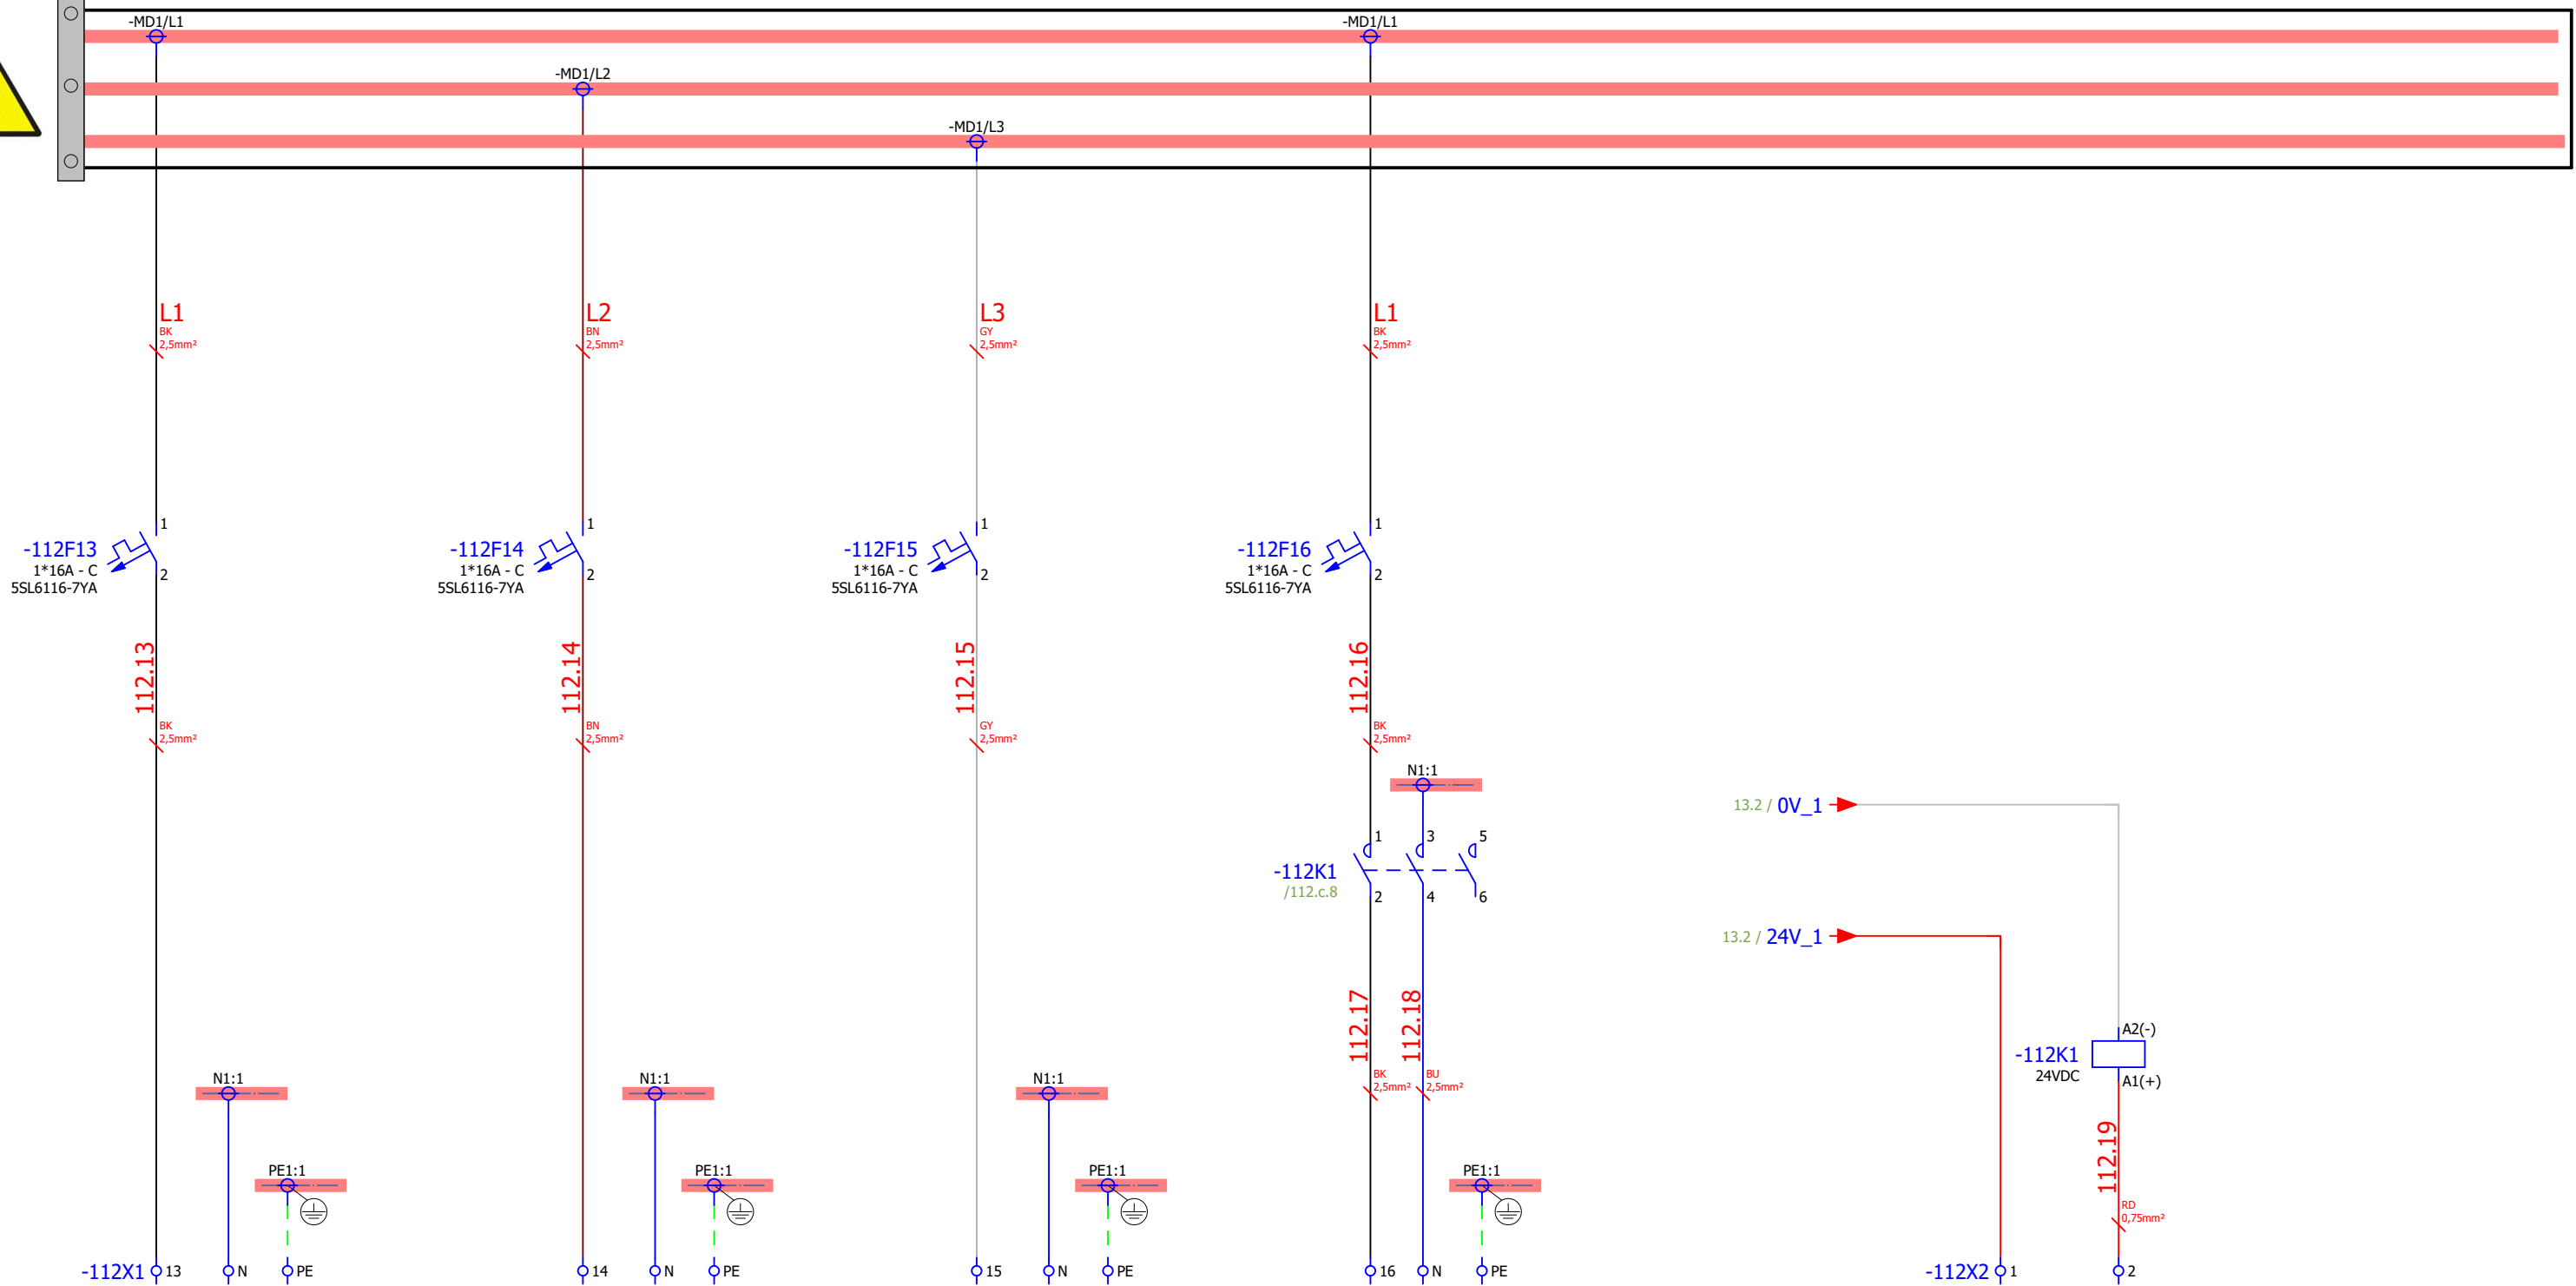 -MD1/L1
-MD1/L1
-MD1/L2
-MD1/L3
L1
BK
2,5mm²
L2
BN
2,5mm²
L3
GY
2,5mm²
L1
BK
2,5mm²
-112F13
1*16A - C
5SL6116-7YA
1
2
-112F14
1*16A - C
5SL6116-7YA
1
2
-112F15
1*16A - C
5SL6116-7YA
1
2
-112F16
1*16A - C
5SL6116-7YA
1
2
112.13
BK
2,5mm²
112.14
BN
2,5mm²
112.15
GY
2,5mm²
112.16
BK
2,5mm²
N1:1
13.2 / 0V_1
1
3
5
-112K1
/112.c.8
2
4
6
13.2 / 24V_1
112.17
BK
2,5mm²
112.18
BU
2,5mm²
A2(-)
-112K1
24VDC
A1(+)
112.19
RD
0,75mm²
N1:1
N1:1
N1:1
PE1:1
PE1:1
PE1:1
PE1:1
-112X1 13
N
PE
14
N
PE
15
N
PE
16
N
PE
-112X2 1
2